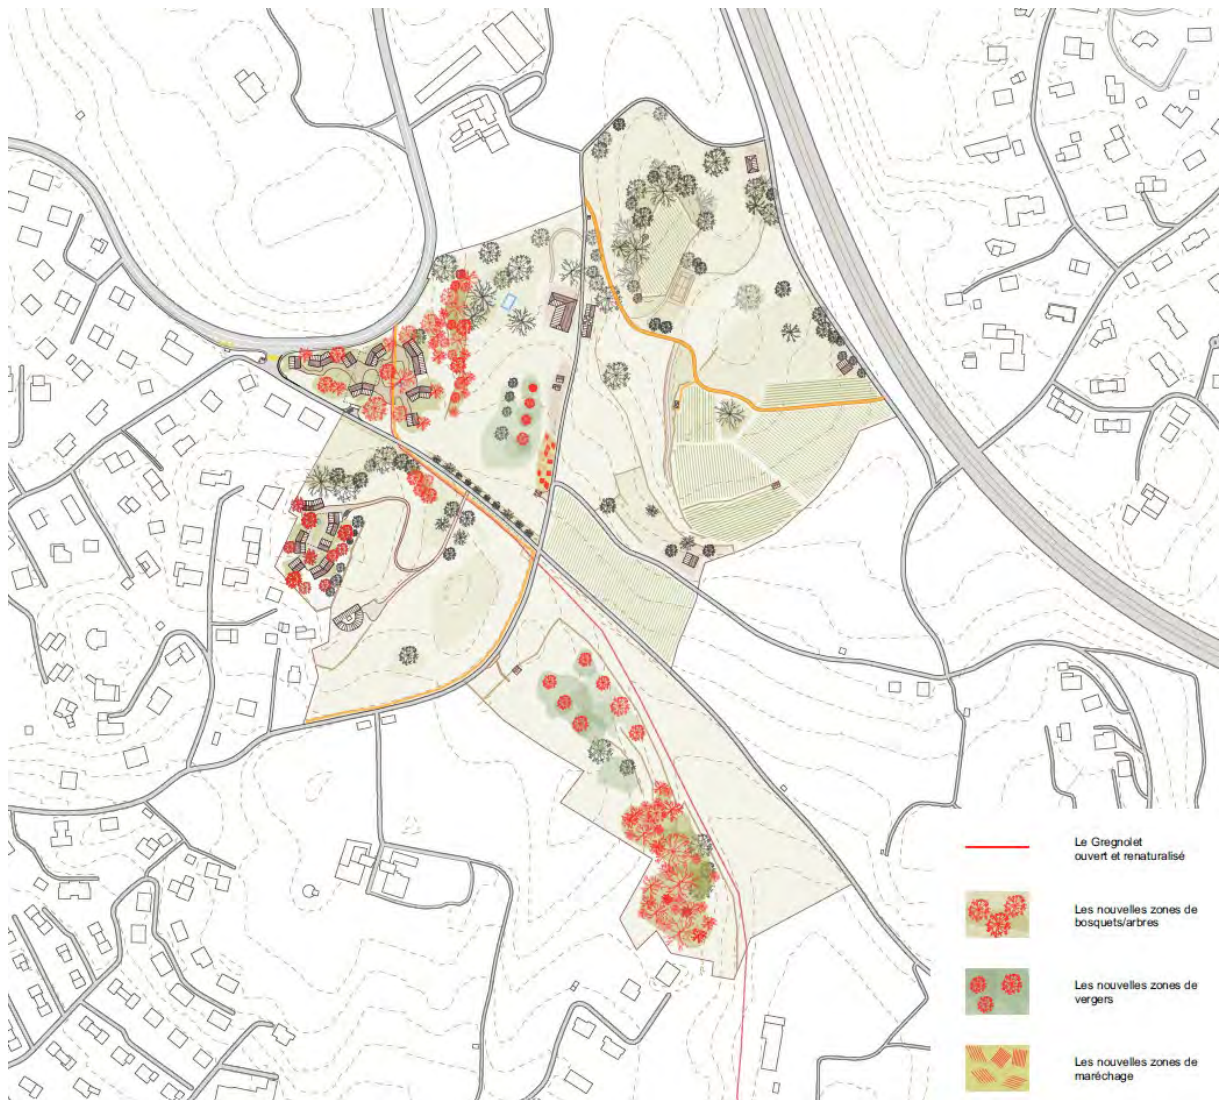 Le Gregnolet
ouvert et renaturalisé
Les nouvelles zones de
bosquets/arbres
Les nouvelles zones de
vergers
Les nouvelles zones de
maréchage